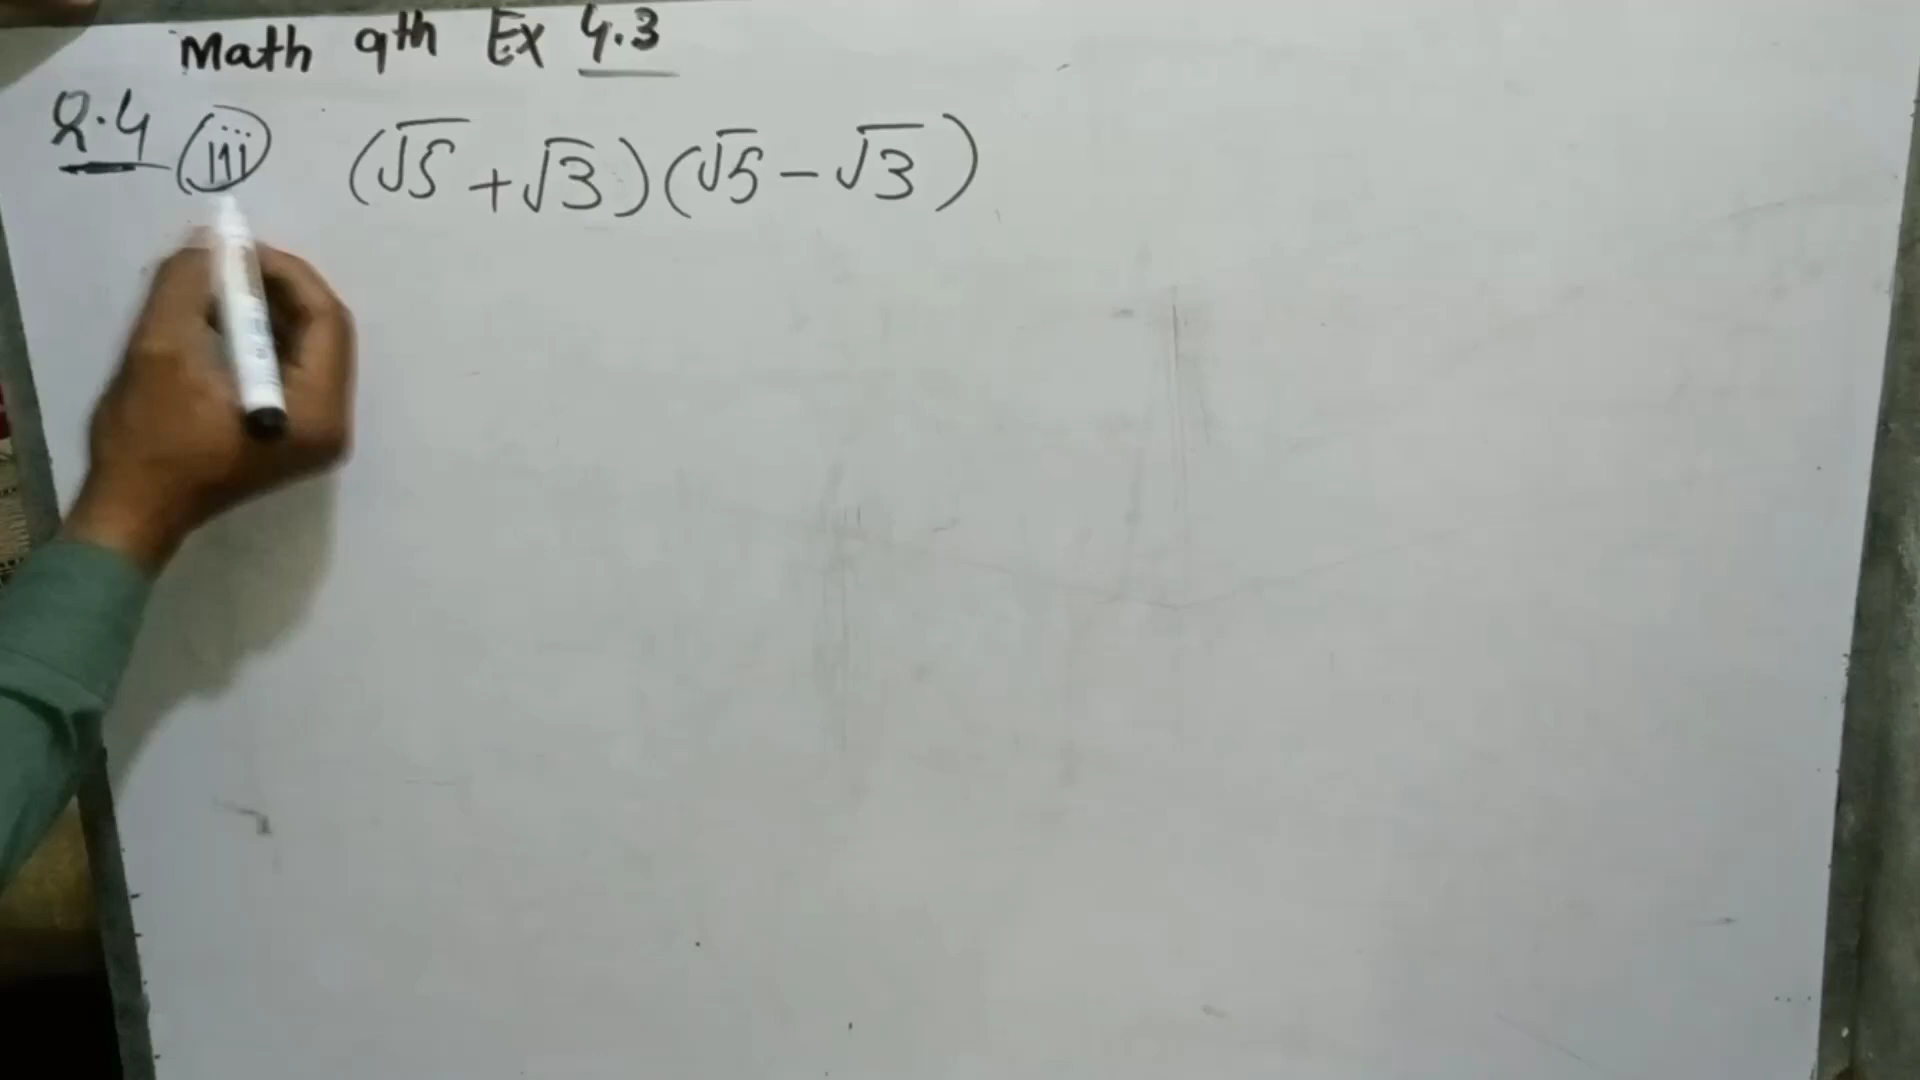 Math 9th Ex 4.3
Q.4 (iii) (√5 + √3)(√5 - √3)